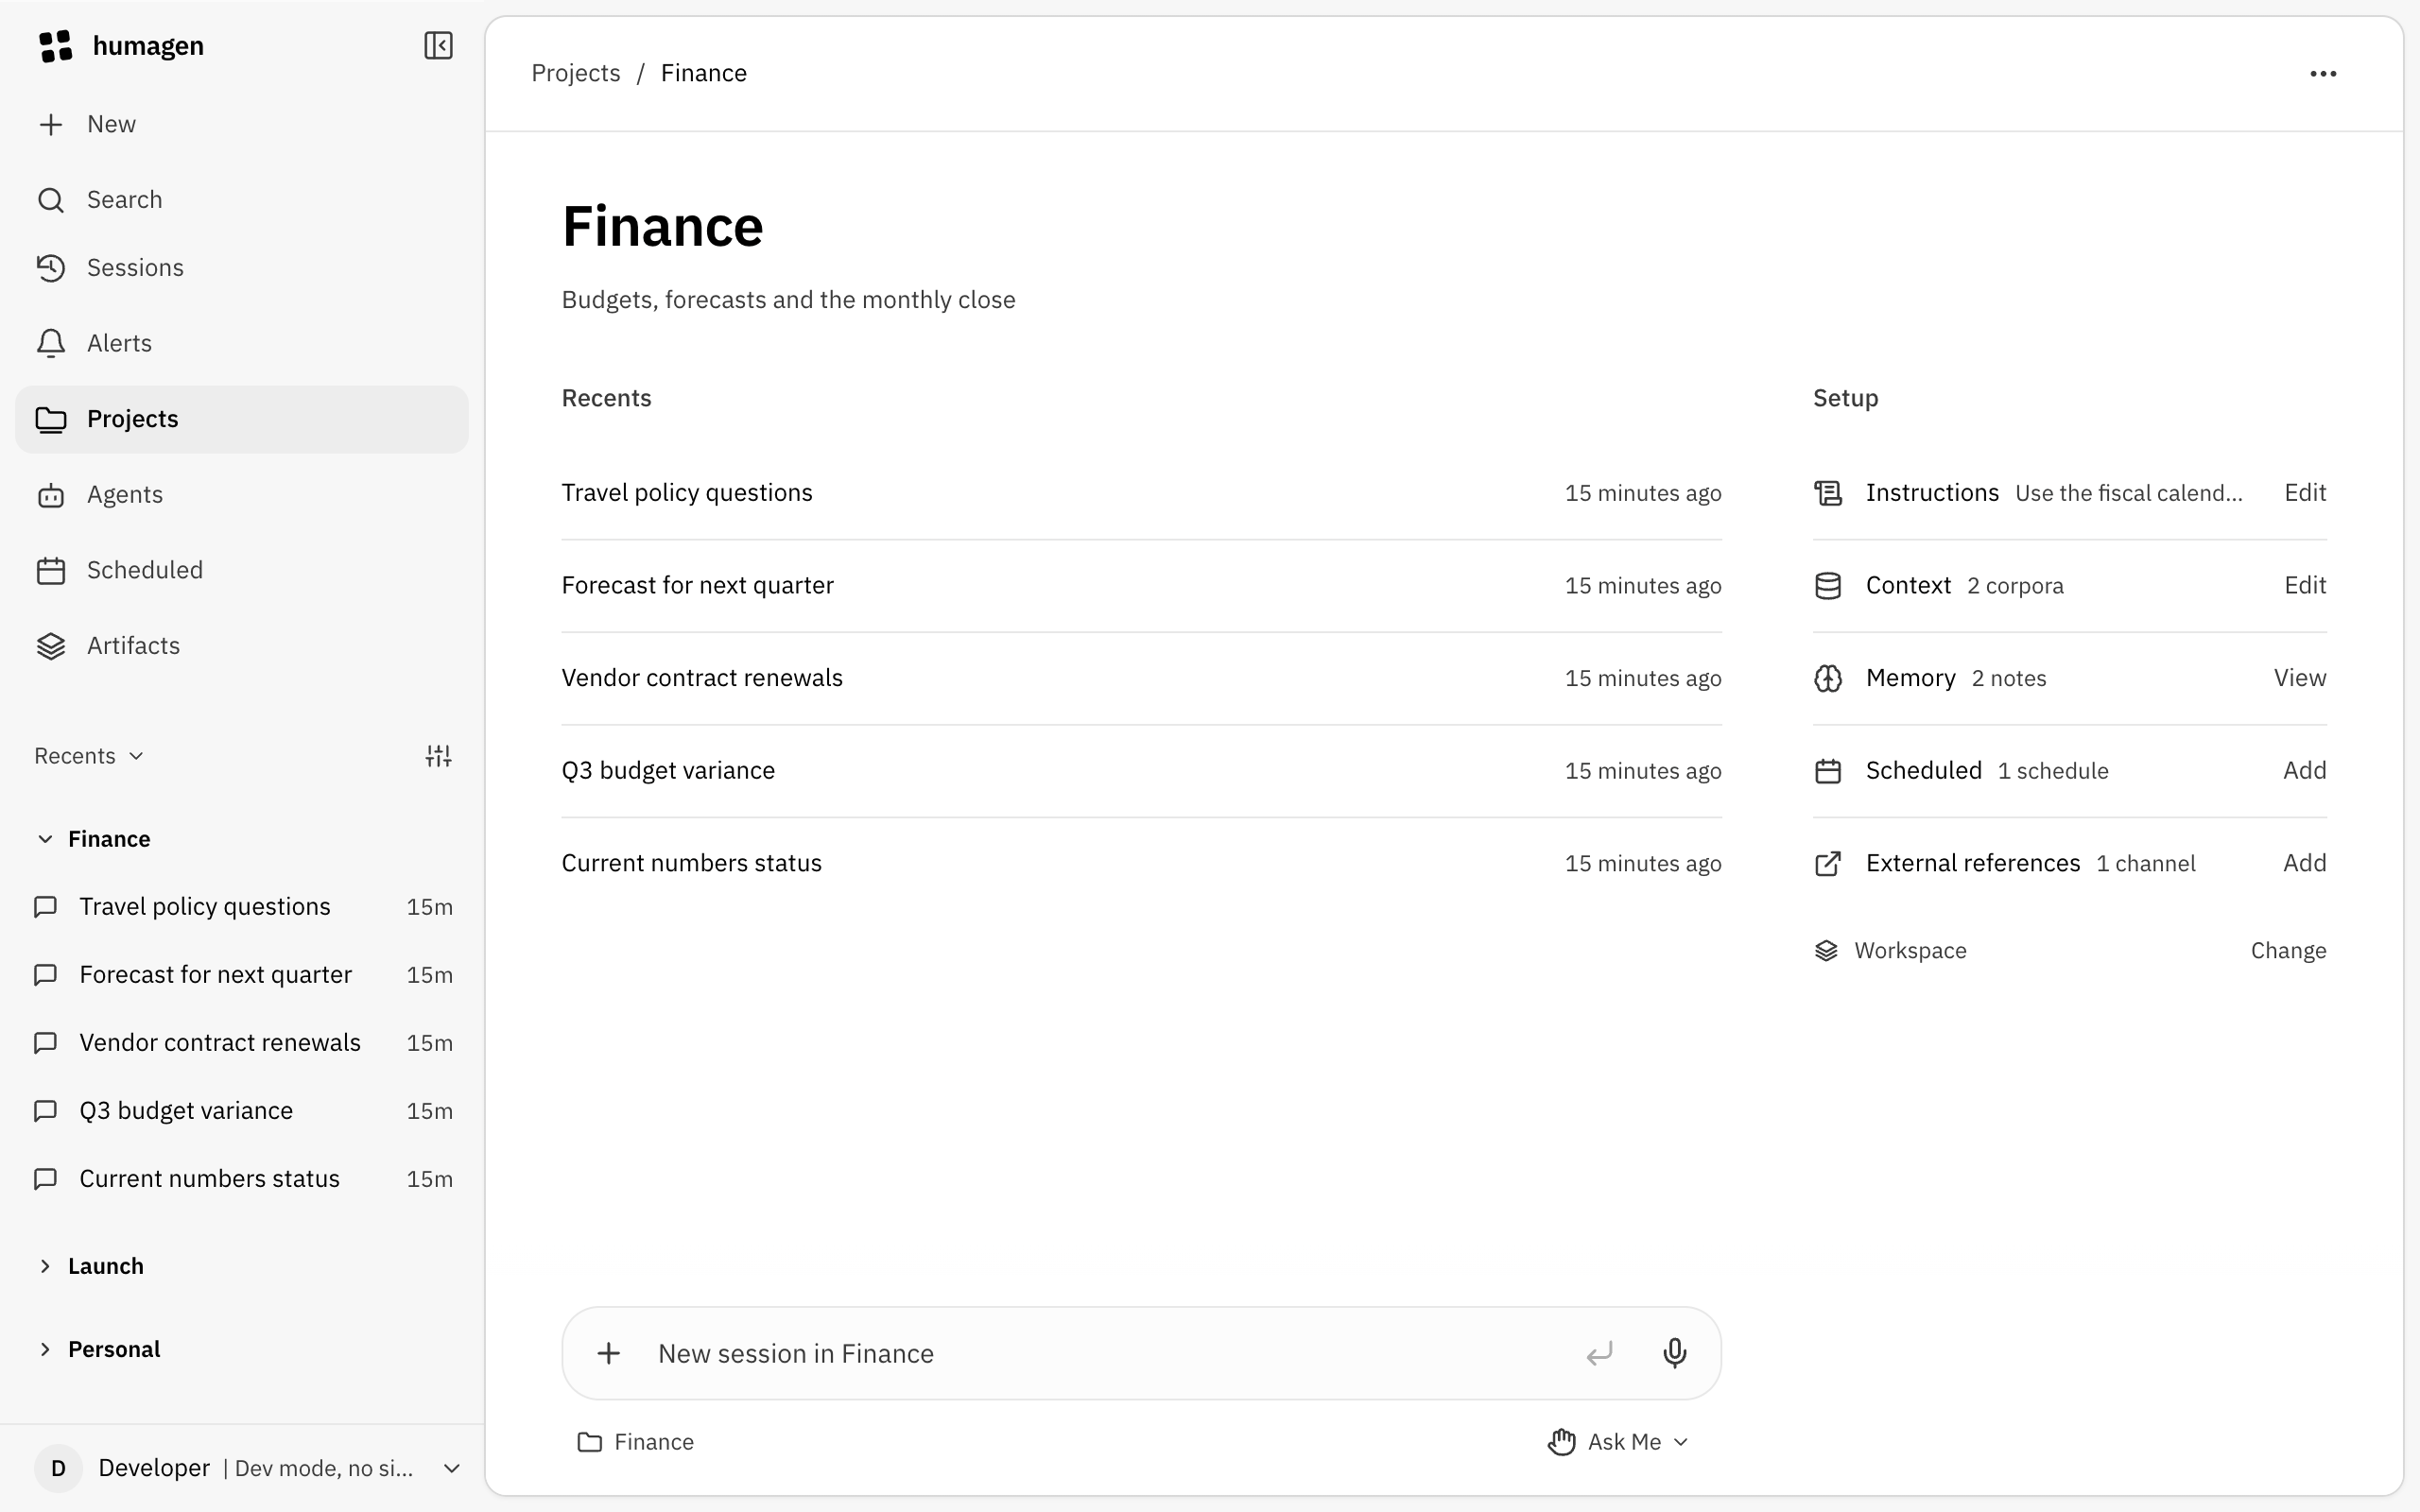 humagen
New
Search
Sessions
Alerts
Projects
Agents
Scheduled
Artifacts
Recents
Finance
Travel policy questions 15m
Forecast for next quarter 15m
Vendor contract renewals 15m
Q3 budget variance 15m
Current numbers status 15m
Launch
Personal
D Developer | Dev mode, no si...
Projects / Finance
Finance
Budgets, forecasts and the monthly close
Recents
Travel policy questions 15 minutes ago
Forecast for next quarter 15 minutes ago
Vendor contract renewals 15 minutes ago
Q3 budget variance 15 minutes ago
Current numbers status 15 minutes ago
Setup
Instructions Use the fiscal calend... Edit
Context 2 corpora Edit
Memory 2 notes View
Scheduled 1 schedule Add
External references 1 channel Add
Workspace Change
New session in Finance
Finance Ask Me